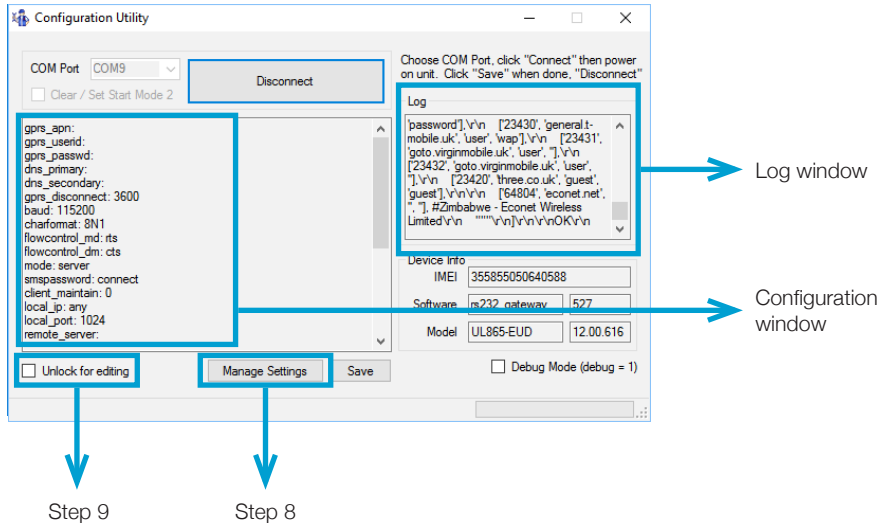 Configuration Utility
COM Port COM9
Disconnect
Clear / Set Start Mode 2
Choose COM Port, click "Connect" then power
on unit. Click "Save" when done, "Disconnect"
gprs_apn:
gprs_userid:
gprs_passwd:
dns_primary:
dns_secondary:
gprs_disconnect: 3600
baud: 115200
charformat: 8N1
flowcontrol_md: rts
flowcontrol_dm: cts
mode: server
smspassword: connect
client_maintain: 0
local_ip: any
local_port: 1024
remote_server:
Log
'password'],\r\n ['23430', 'general.t-
mobile.uk', 'user', 'wap'],\r\n ['23431',
'goto.virginmobile.uk', 'user', ''],\r\n
['23432', 'goto.virginmobile.uk', 'user',
''],\r\n ['23420', 'three.co.uk', 'guest',
'guest'],\r\n\r\n ['64804', 'econet.net',
'', ''], #Zimbabwe - Econet Wireless
Limited\r\n """\r\n]\r\n\r\nOK\r\n
Log window
Device Info
IMEI 355855050640588
Software rs232_gateway 527
Model UL865-EUD 12.00.616
Configuration
window
Unlock for editing
Manage Settings
Save
Debug Mode (debug = 1)
Step 9
Step 8